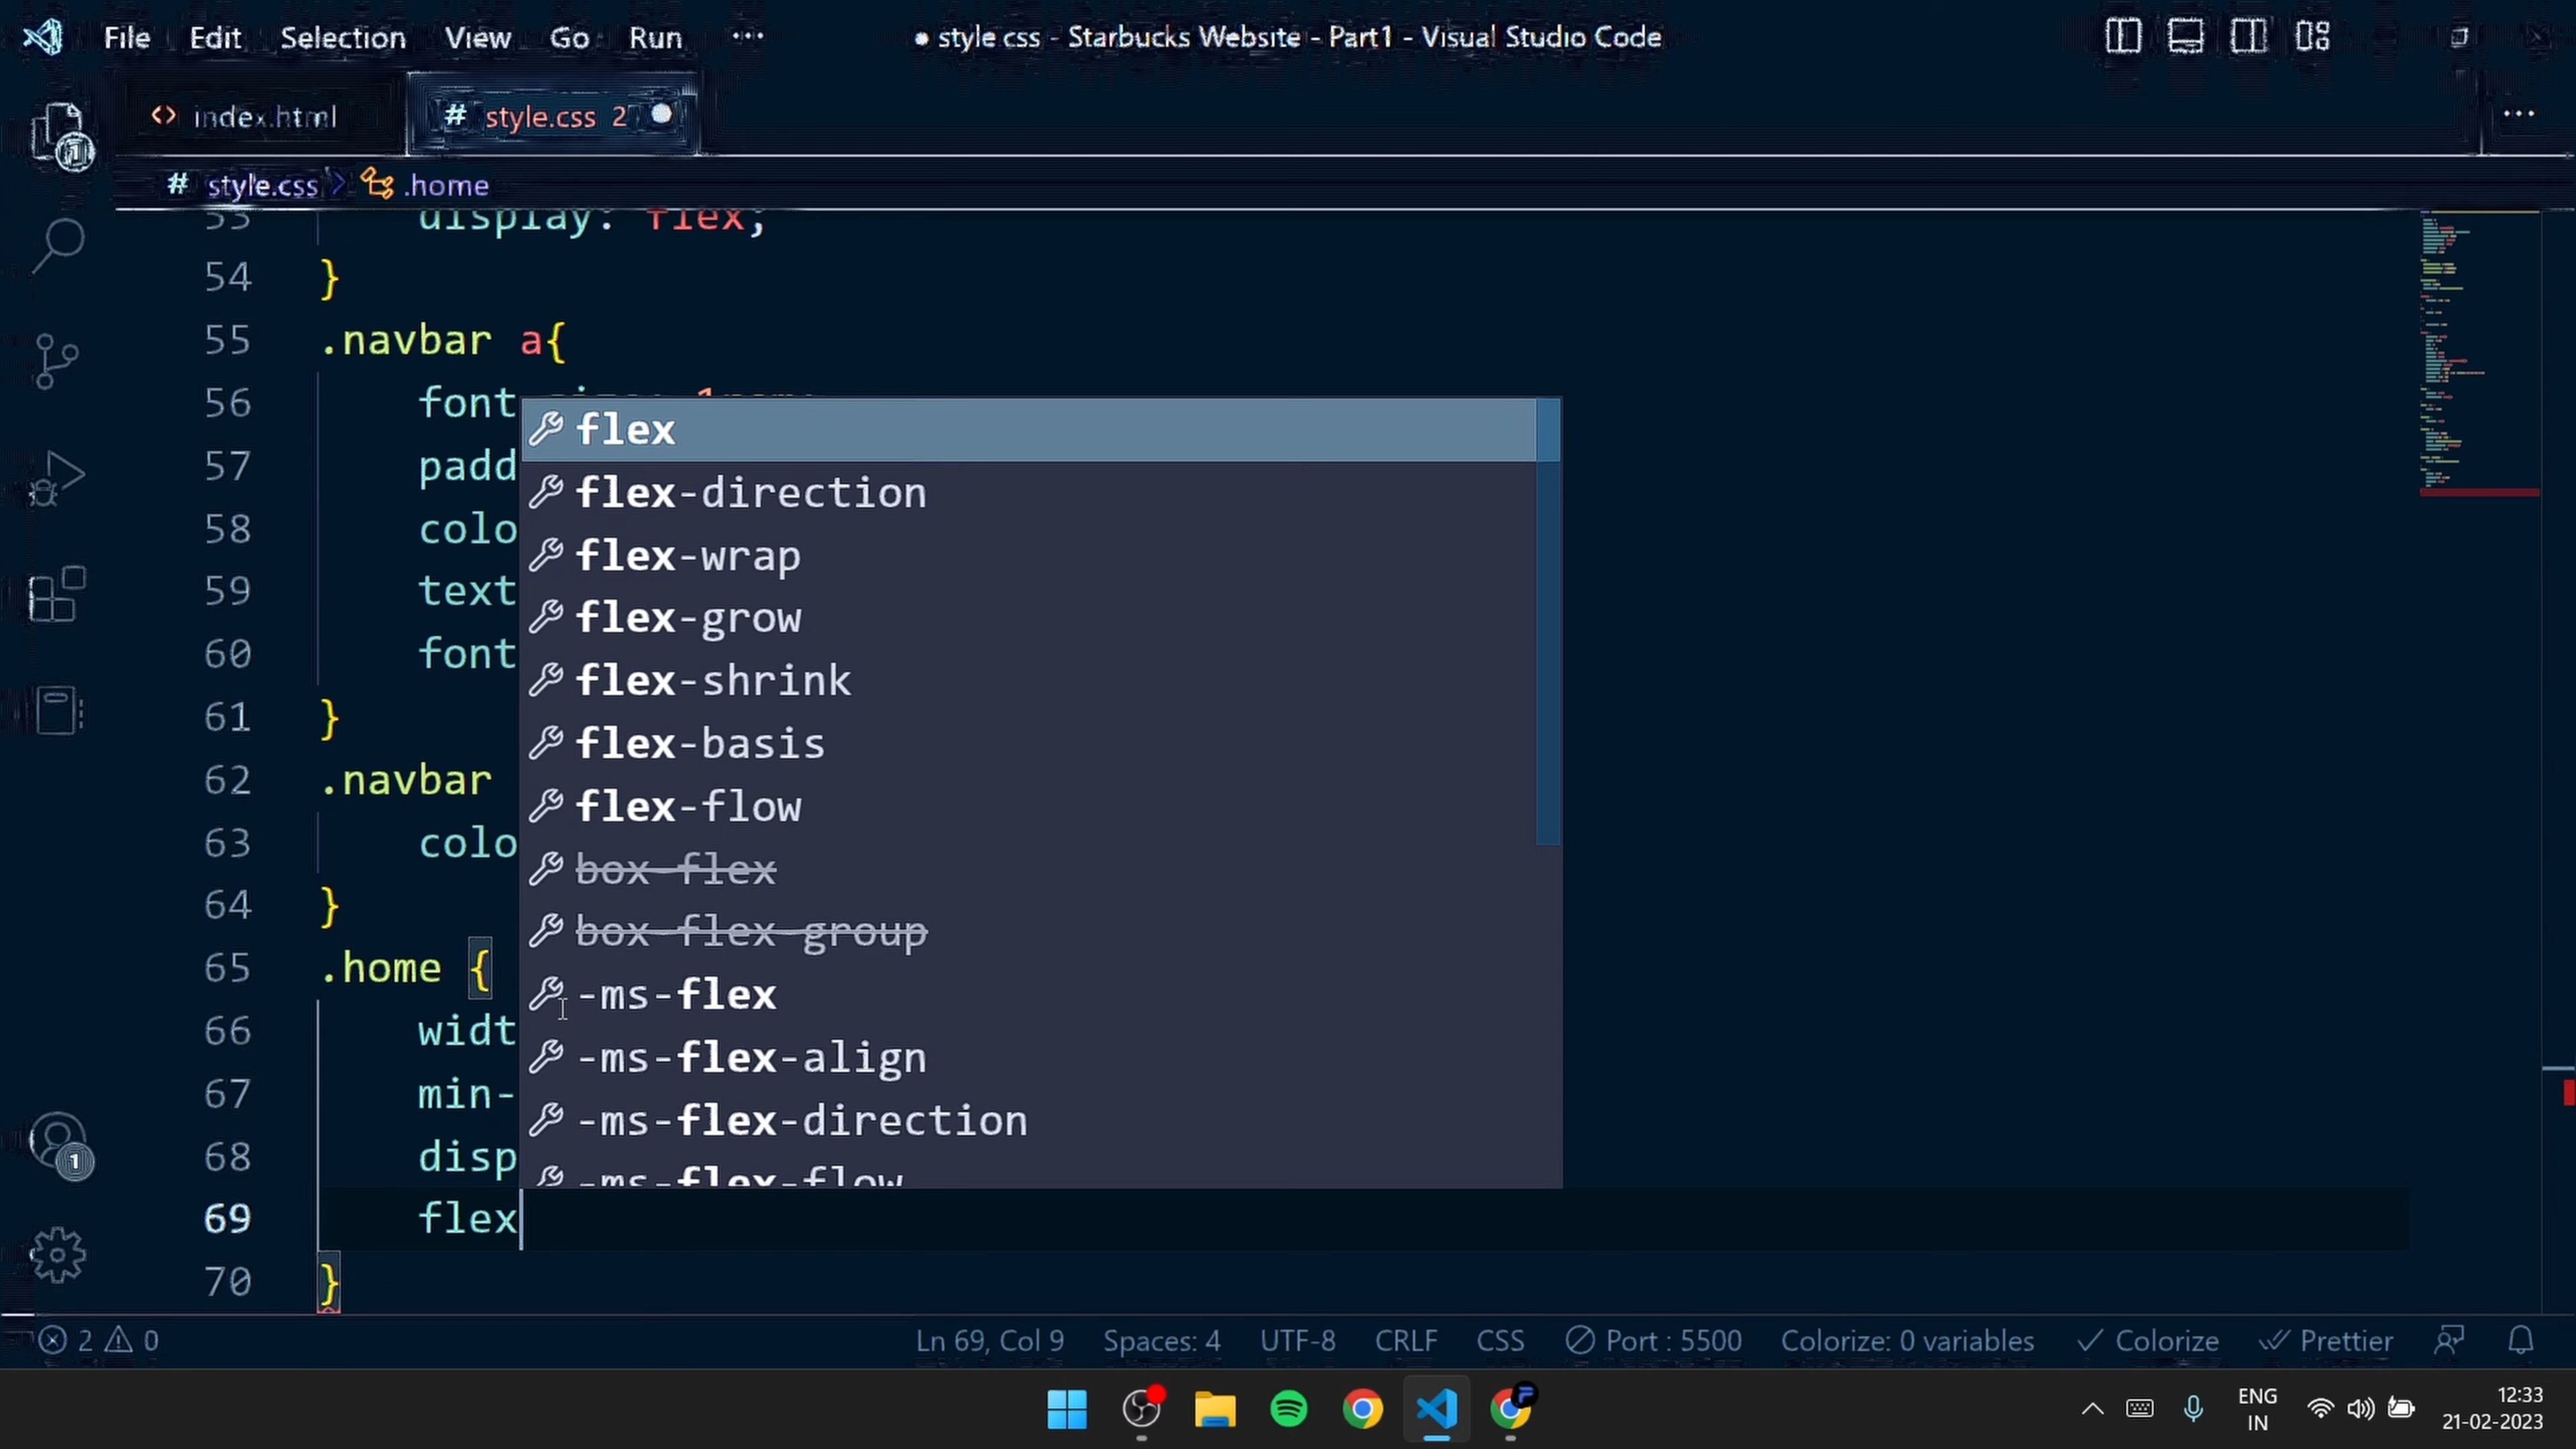 File Edit Selection View Go Run ··· ● style css - Starbucks Website - Part1 - Visual Studio Code
<> index.html # style.css 2 ● ···
1
# style.css > .home
53 display: flex;
54 }
55 .navbar a{
56 font
57 padd
58 colo
59 text
60 font
61 }
62 .navbar
63 colo
64 }
65 .home {
66 widt
67 min-
68 disp
69 flex
70 }
flex
flex-direction
flex-wrap
flex-grow
flex-shrink
flex-basis
flex-flow
box-flex
box-flex-group
-ms-flex
-ms-flex-align
-ms-flex-direction
-ms-flex-flow
1
2 0 Ln 69, Col 9 Spaces: 4 UTF-8 CRLF CSS Port : 5500 Colorize: 0 variables Colorize Prettier
ENG
IN
12:33
21-02-2023